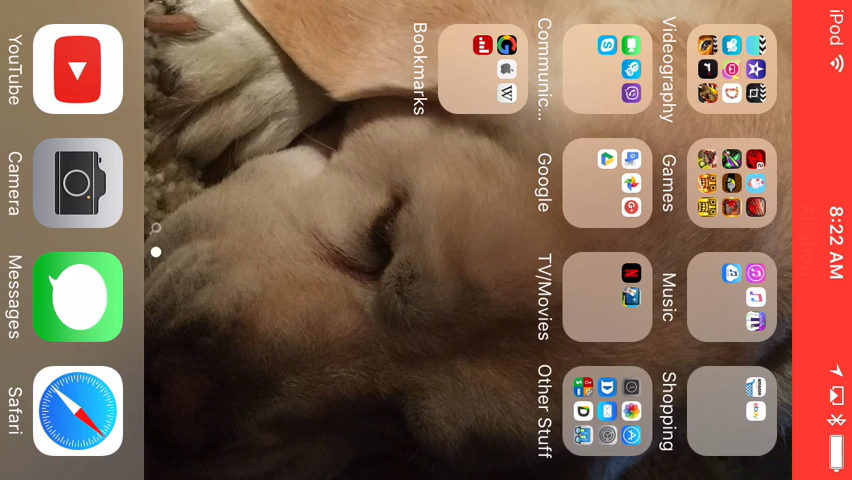 iPod 8:22 AM
Videography Games Music Shopping
Communic... Google TV/Movies Other Stuff
Bookmarks
YouTube Camera Messages Safari